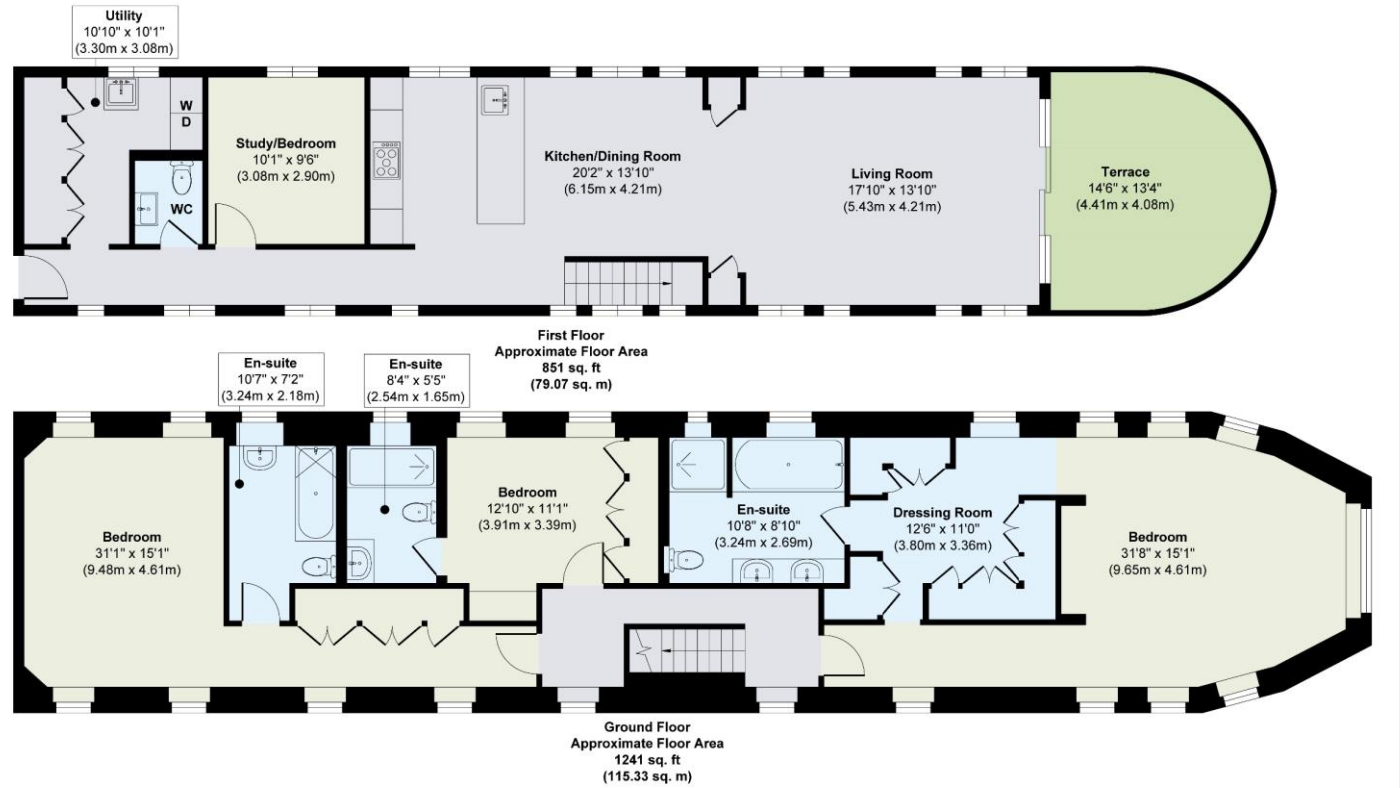 Utility
10'10" x 10'1"
(3.30m x 3.08m)
W
D
WC
Study/Bedroom
10'1" x 9'6"
(3.08m x 2.90m)
Kitchen/Dining Room
20'2" x 13'10"
(6.15m x 4.21m)
Living Room
17'10" x 13'10"
(5.43m x 4.21m)
Terrace
14'6" x 13'4"
(4.41m x 4.08m)
First Floor
Approximate Floor Area
851 sq. ft
(79.07 sq. m)
En-suite
10'7" x 7'2"
(3.24m x 2.18m)
En-suite
8'4" x 5'5"
(2.54m x 1.65m)
Bedroom
31'1" x 15'1"
(9.48m x 4.61m)
Bedroom
12'10" x 11'1"
(3.91m x 3.39m)
En-suite
10'8" x 8'10"
(3.24m x 2.69m)
Dressing Room
12'6" x 11'0"
(3.80m x 3.36m)
Bedroom
31'8" x 15'1"
(9.65m x 4.61m)
Ground Floor
Approximate Floor Area
1241 sq. ft
(115.33 sq. m)